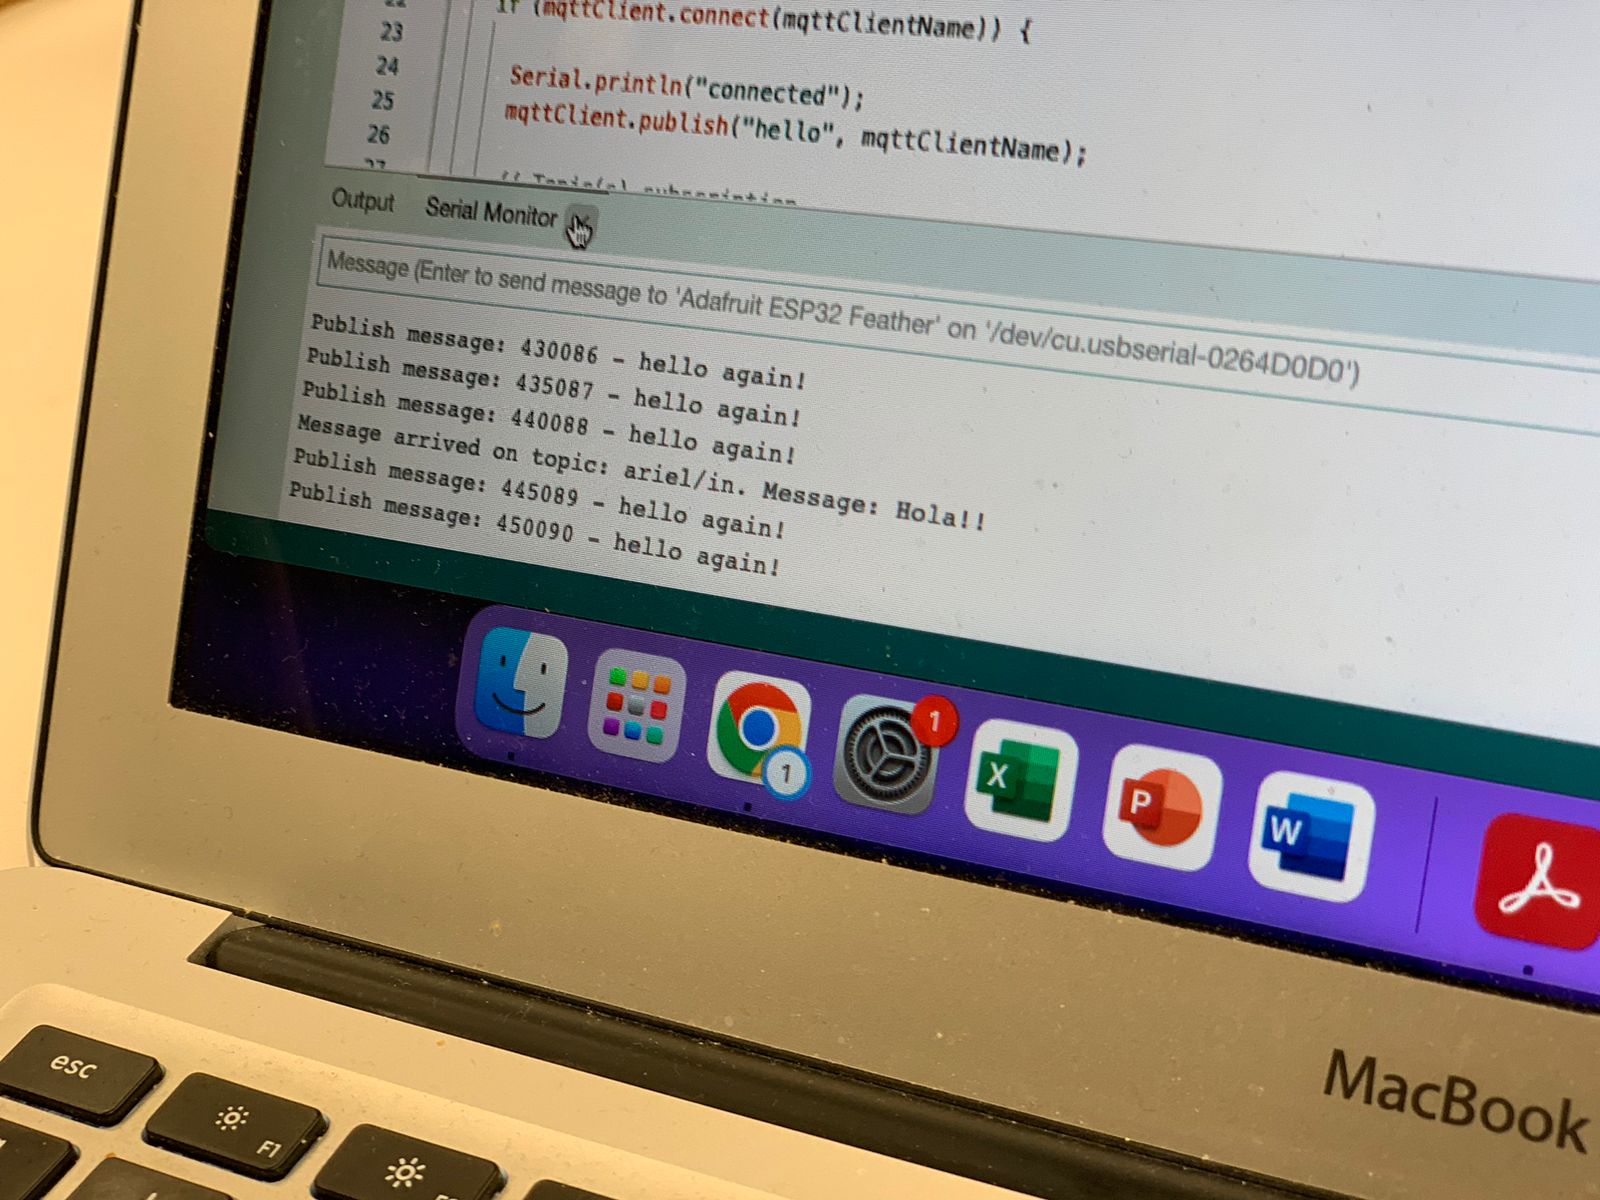 22
if (mqttClient.connect(mqttClientName)) {
23
24
Serial.println("connected");
25
mqttClient.publish("hello", mqttClientName);
26
27
Output Serial Monitor
Message (Enter to send message to 'Adafruit ESP32 Feather' on '/dev/cu.usbserial-0264D0D0')
Publish message: 430086 - hello again!
Publish message: 435087 - hello again!
Publish message: 440088 - hello again!
Message arrived on topic: ariel/in. Message: Hola!!
Publish message: 445089 - hello again!
Publish message: 450090 - hello again!
1
1
X
P
W
MacBook
esc
F1